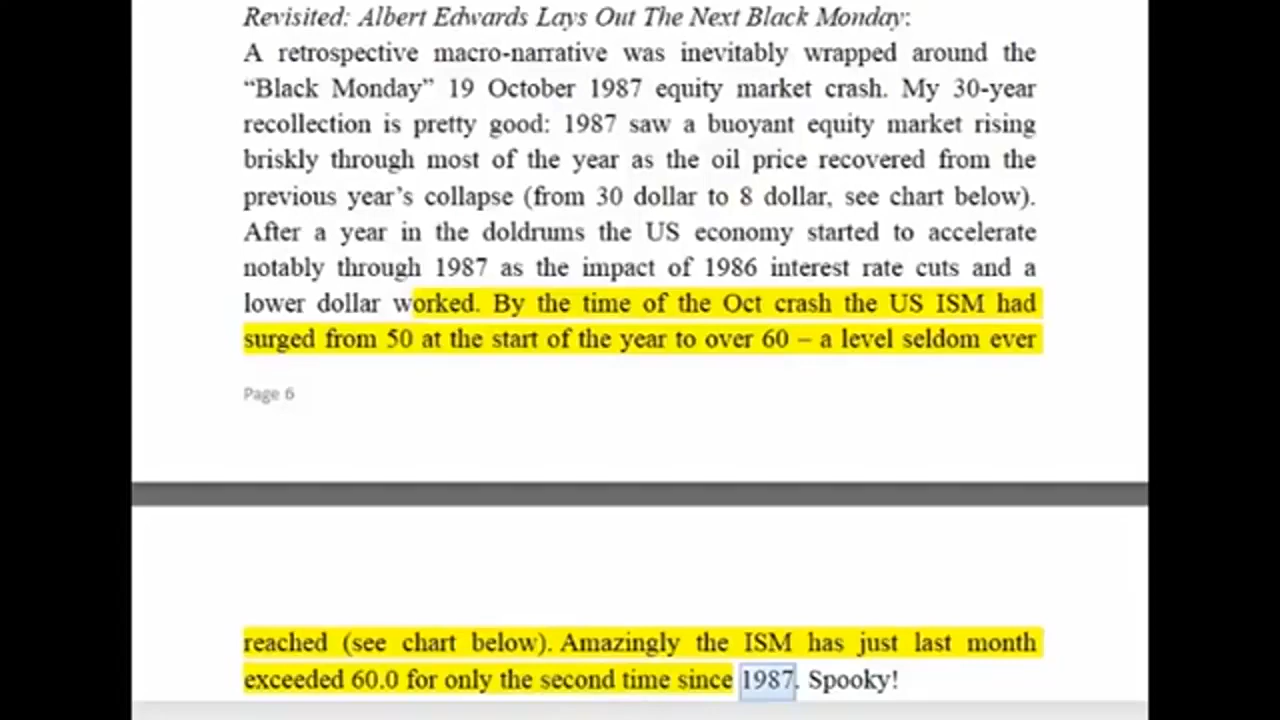 Revisited: Albert Edwards Lays Out The Next Black Monday:
A retrospective macro-narrative was inevitably wrapped around the
“Black Monday” 19 October 1987 equity market crash. My 30-year
recollection is pretty good: 1987 saw a buoyant equity market rising
briskly through most of the year as the oil price recovered from the
previous year’s collapse (from 30 dollar to 8 dollar, see chart below).
After a year in the doldrums the US economy started to accelerate
notably through 1987 as the impact of 1986 interest rate cuts and a
lower dollar worked. By the time of the Oct crash the US ISM had
surged from 50 at the start of the year to over 60 – a level seldom ever
Page 6
reached (see chart below). Amazingly the ISM has just last month
exceeded 60.0 for only the second time since 1987. Spooky!